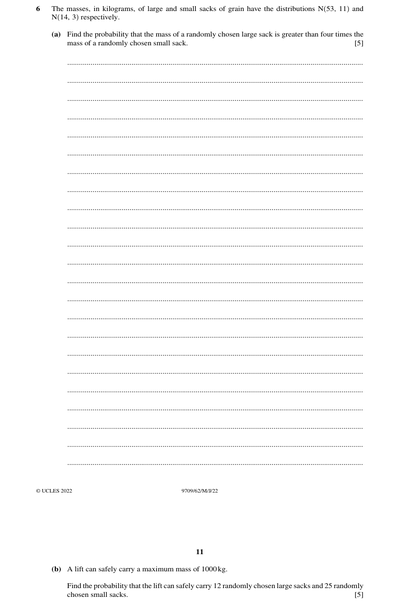 6 The masses, in kilograms, of large and small sacks of grain have the distributions N(53, 11) and
N(14, 3) respectively.
(a) Find the probability that the mass of a randomly chosen large sack is greater than four times the
mass of a randomly chosen small sack. [5]
© UCLES 2022 9709/62/M/J/22
11
(b) A lift can safely carry a maximum mass of 1000 kg.
Find the probability that the lift can safely carry 12 randomly chosen large sacks and 25 randomly
chosen small sacks. [5]